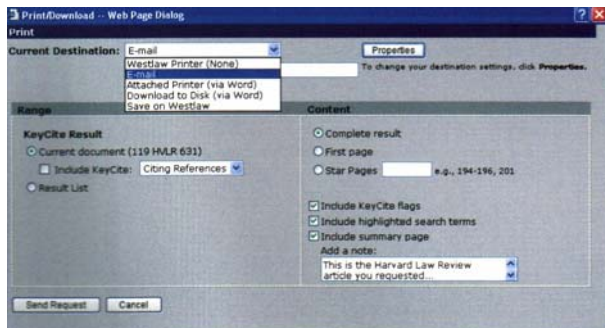 Print/Download -- Web Page Dialog
Print
Current Destination: E-mail
Properties
Westlaw Printer (None)
E-mail
Attached Printer (via Word)
Download to Disk (via Word)
Save on Westlaw
To change your destination settings, click Properties.
Range
Content
KeyCite Result
Current document (119 HVLR 631)
Include KeyCite: Citing References
Result List
Complete result
First page
Star Pages e.g., 194-196, 201
Include KeyCite flags
Include highlighted search terms
Include summary page
Add a note:
This is the Harvard Law Review
article you requested...
Send Request Cancel